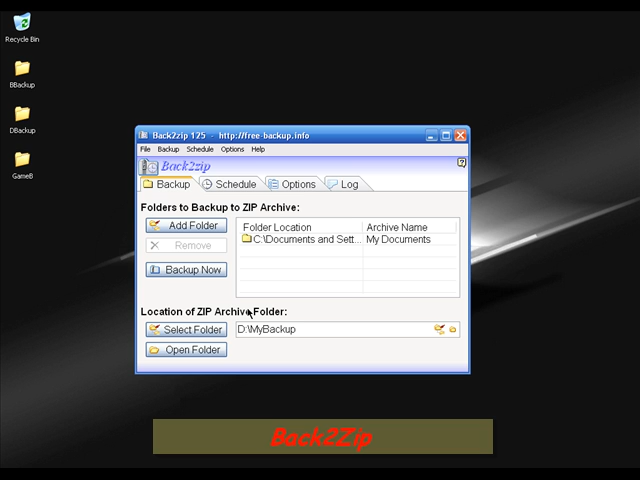 Recycle Bin
BBackup
DBackup
GameB
Back2zip 125 - http://free-backup.info
File Backup Schedule Options Help
Back2zip
Backup Schedule Options Log
Folders to Backup to ZIP Archive:
Add Folder
Remove
Backup Now
Folder Location Archive Name
C:\Documents and Sett... My Documents
Location of ZIP Archive Folder:
Select Folder D:\MyBackup
Open Folder
Back2Zip